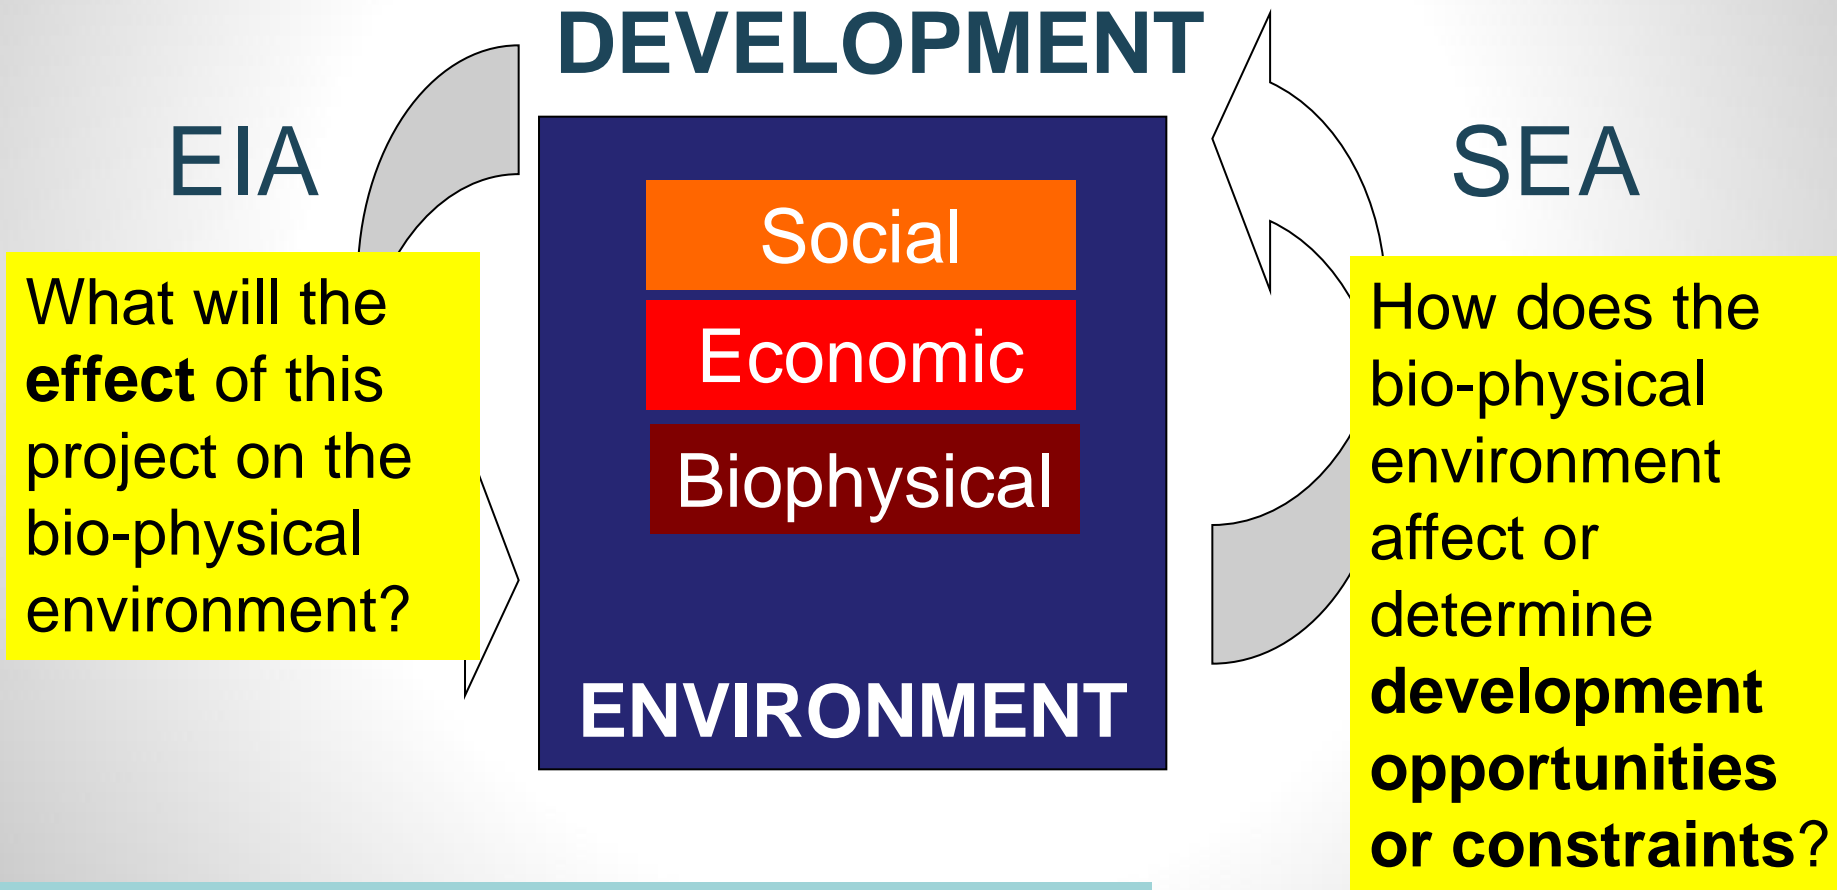 DEVELOPMENT
EIA
SEA
What will the
effect of this
project on the
bio-physical
environment?
Social
Economic
Biophysical
ENVIRONMENT
How does the
bio-physical
environment
affect or
determine
development
opportunities
or constraints?